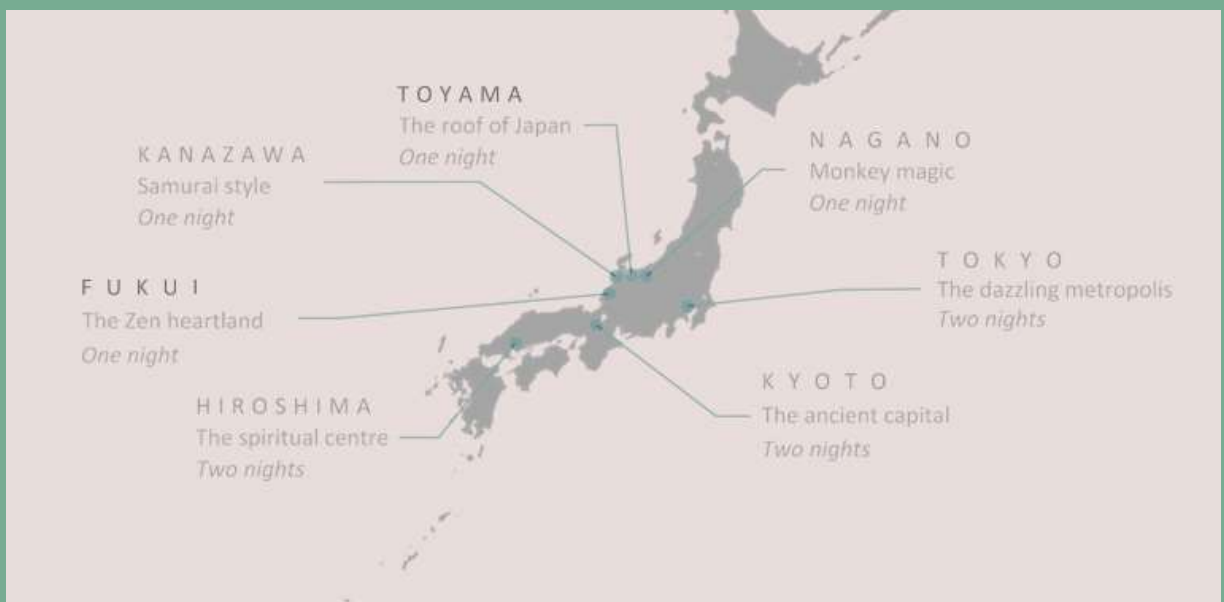 TOYAMA
The roof of Japan
One night
KANAZAWA
Samurai style
One night
NAGANO
Monkey magic
One night
FUKUI
The Zen heartland
One night
TOKYO
The dazzling metropolis
Two nights
HIROSHIMA
The spiritual centre
Two nights
KYOTO
The ancient capital
Two nights